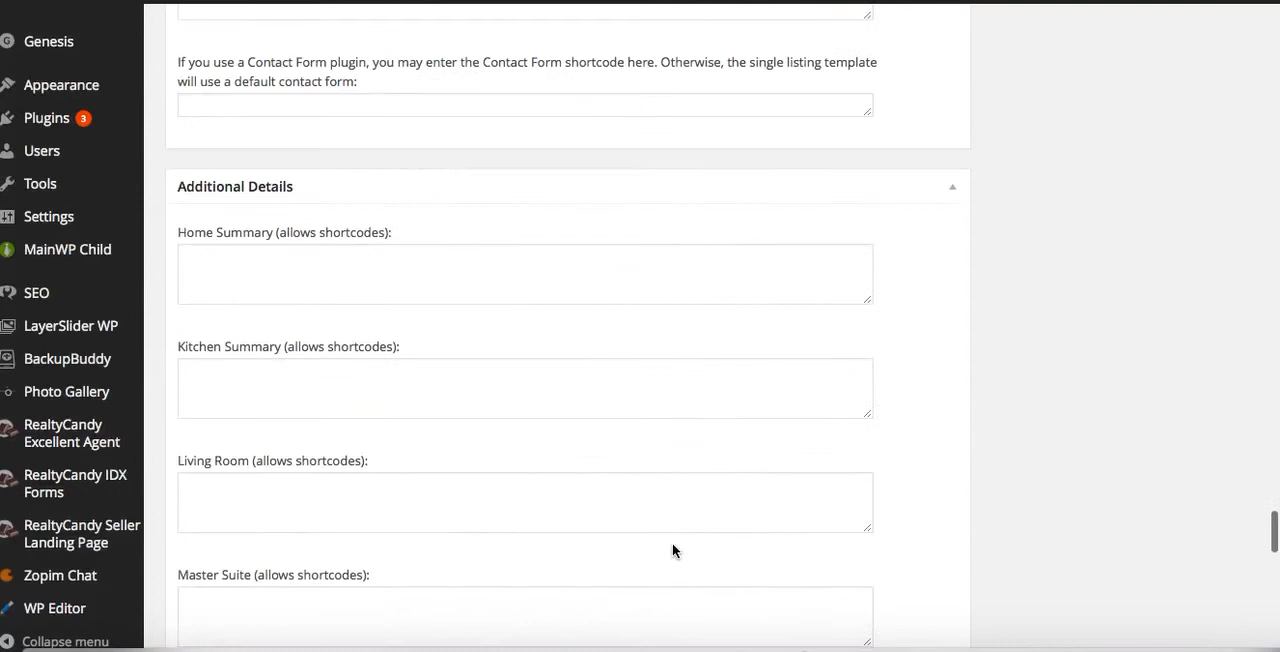 Genesis
Appearance
Plugins 3
Users
Tools
Settings
MainWP Child
SEO
LayerSlider WP
BackupBuddy
Photo Gallery
RealtyCandy
Excellent Agent
RealtyCandy IDX
Forms
RealtyCandy Seller
Landing Page
Zopim Chat
WP Editor
Collapse menu
If you use a Contact Form plugin, you may enter the Contact Form shortcode here. Otherwise, the single listing template
will use a default contact form:
Additional Details
Home Summary (allows shortcodes):
Kitchen Summary (allows shortcodes):
Living Room (allows shortcodes):
Master Suite (allows shortcodes):